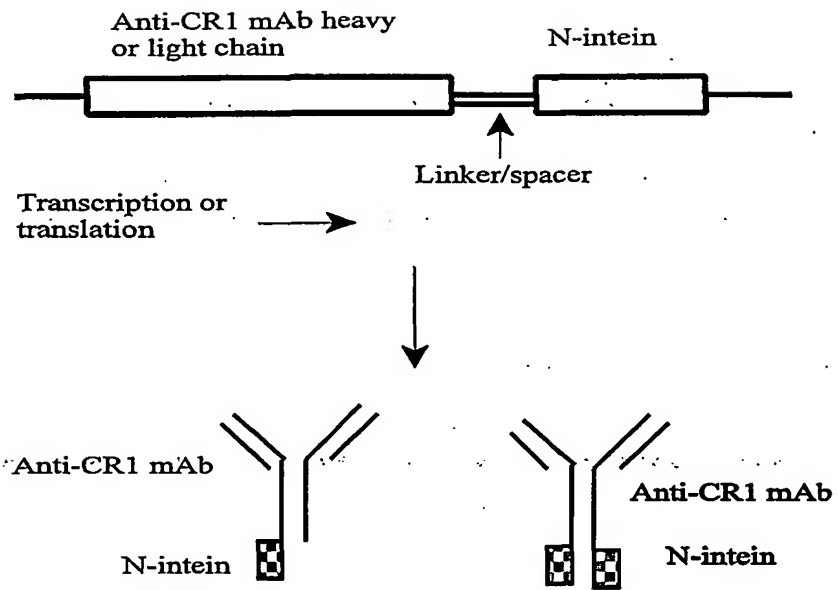 Anti-CR1 mAb heavy
or light chain
N-intein
Linker/spacer
Transcription or
translation
Anti-CR1 mAb
Anti-CR1 mAb
N-intein
N-intein